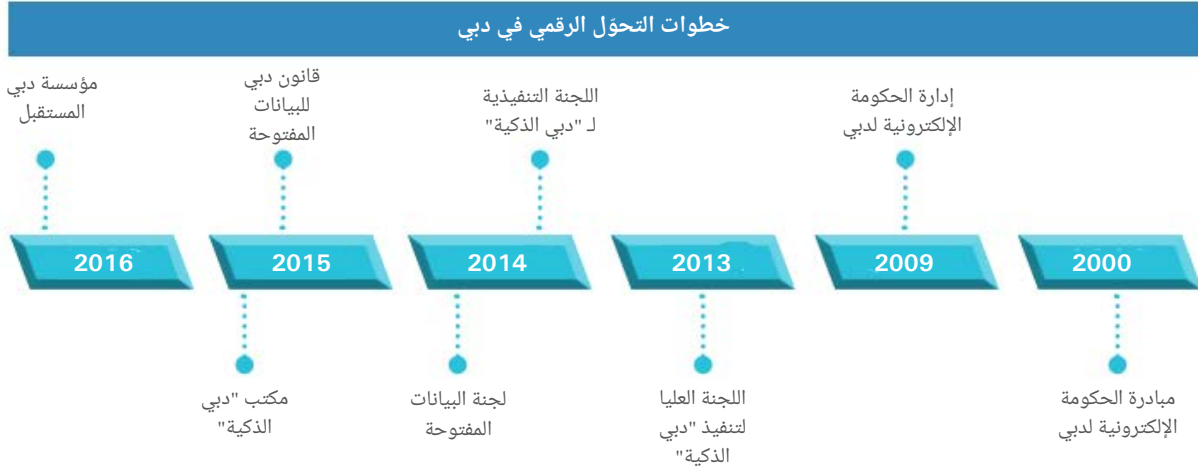 خطوات التحوّل الرقمي في دبي
إدارة الحكومة
الإلكترونية لدبي
اللجنة التنفيذية
لـ "دبي الذكية"
قانون دبي
للبيانات
المفتوحة
مؤسسة دبي
المستقبل
2000
2009
2013
2014
2015
2016
مبادرة الحكومة
الإلكترونية لدبي
اللجنة العليا
لتنفيذ "دبي
الذكية"
لجنة البيانات
المفتوحة
مكتب "دبي
الذكية"